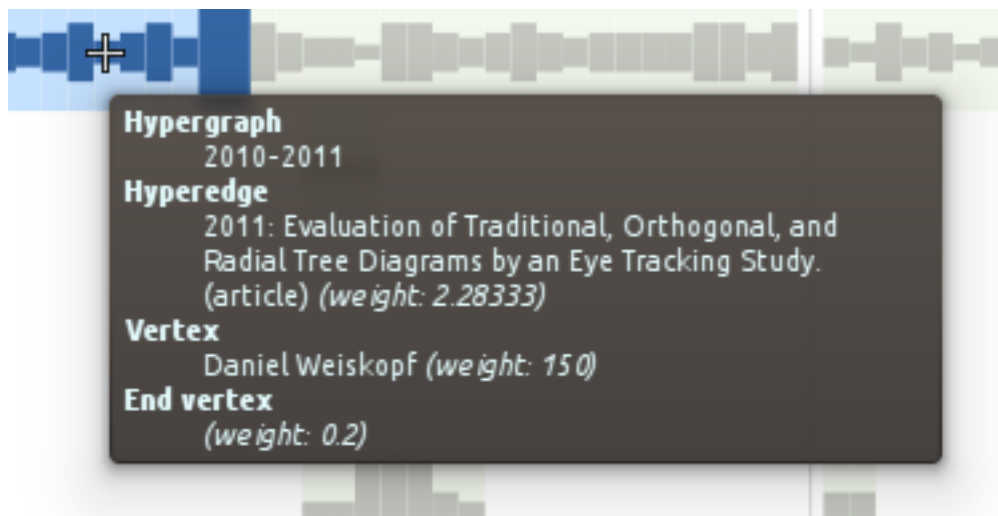 Hypergraph
2010-2011
Hyperedge
2011: Evaluation of Traditional, Orthogonal, and
Radial Tree Diagrams by an Eye Tracking Study.
(article) (weight: 2.28333)
Vertex
Daniel Weiskopf (weight: 150)
End vertex
(weight: 0.2)